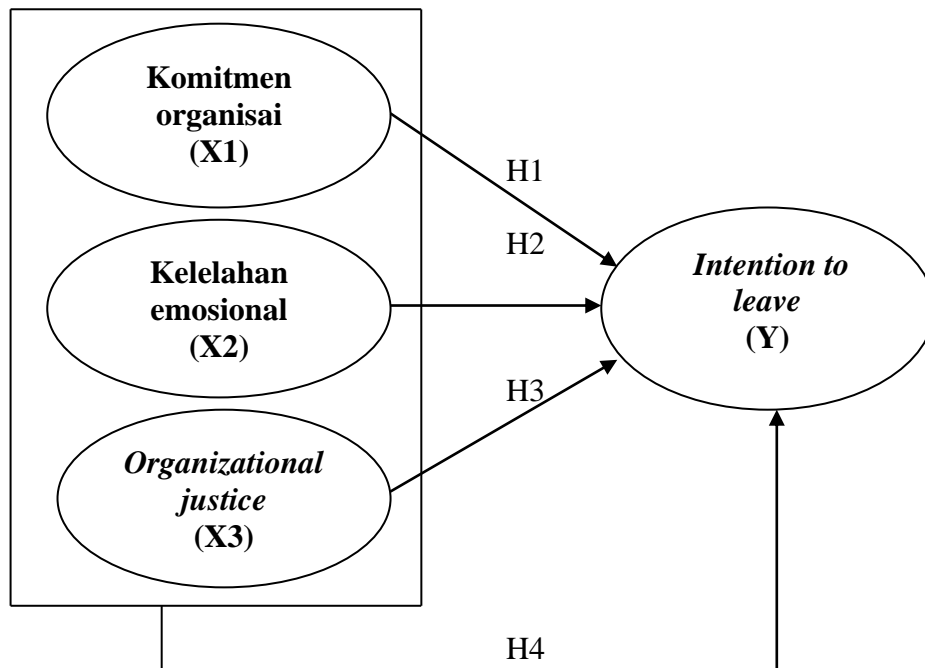 Komitmen
organisai
(X1)
H1
H2
Kelelahan
emosional
(X2)
Intention to
leave
(Y)
H3
Organizational
justice
(X3)
H4